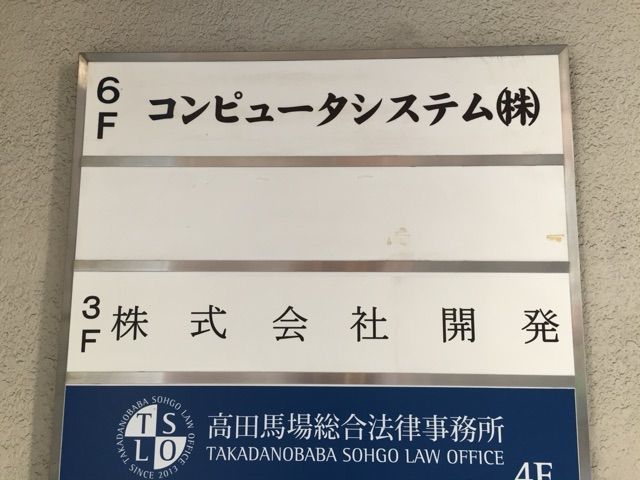 6F コンピュータシステム㈱
3F 株式会社開発
TAKADANOBABA SOHGO LAW OFFICE
SINCE 2013
TS
LO
高田馬場総合法律事務所
TAKADANOBABA SOHGO LAW OFFICE
4F